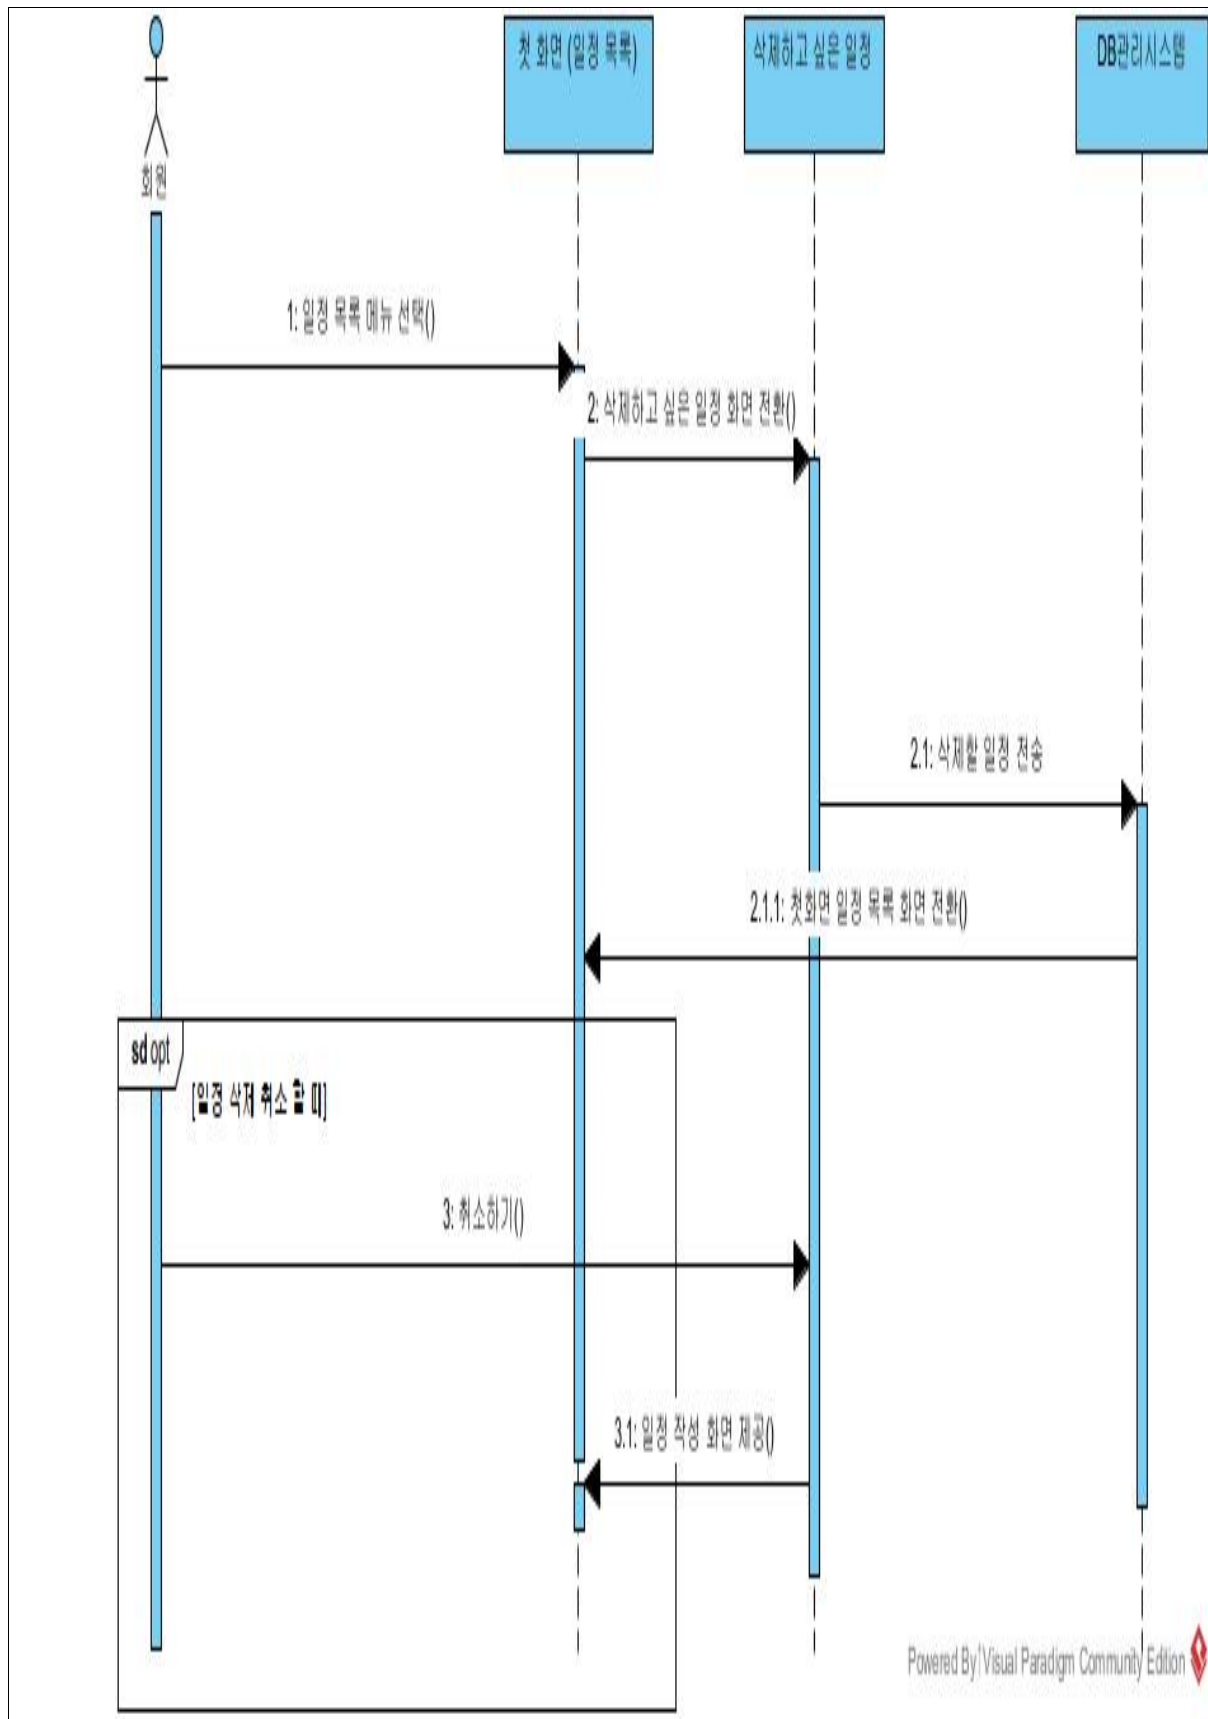 첫 화면 (일정 목록)
삭제하고 싶은 일정
DB관리시스템
회원
1: 일정 목록 메뉴 선택()
2: 삭제하고 싶은 일정 화면 전환()
2.1: 삭제할 일정 전송
2.1.1: 첫화면 일정 목록 화면 전환()
sd opt
[일정 삭제 취소 할 때]
3: 취소하기()
3.1: 일정 작성 화면 제공()
Powered By Visual Paradigm Community Edition